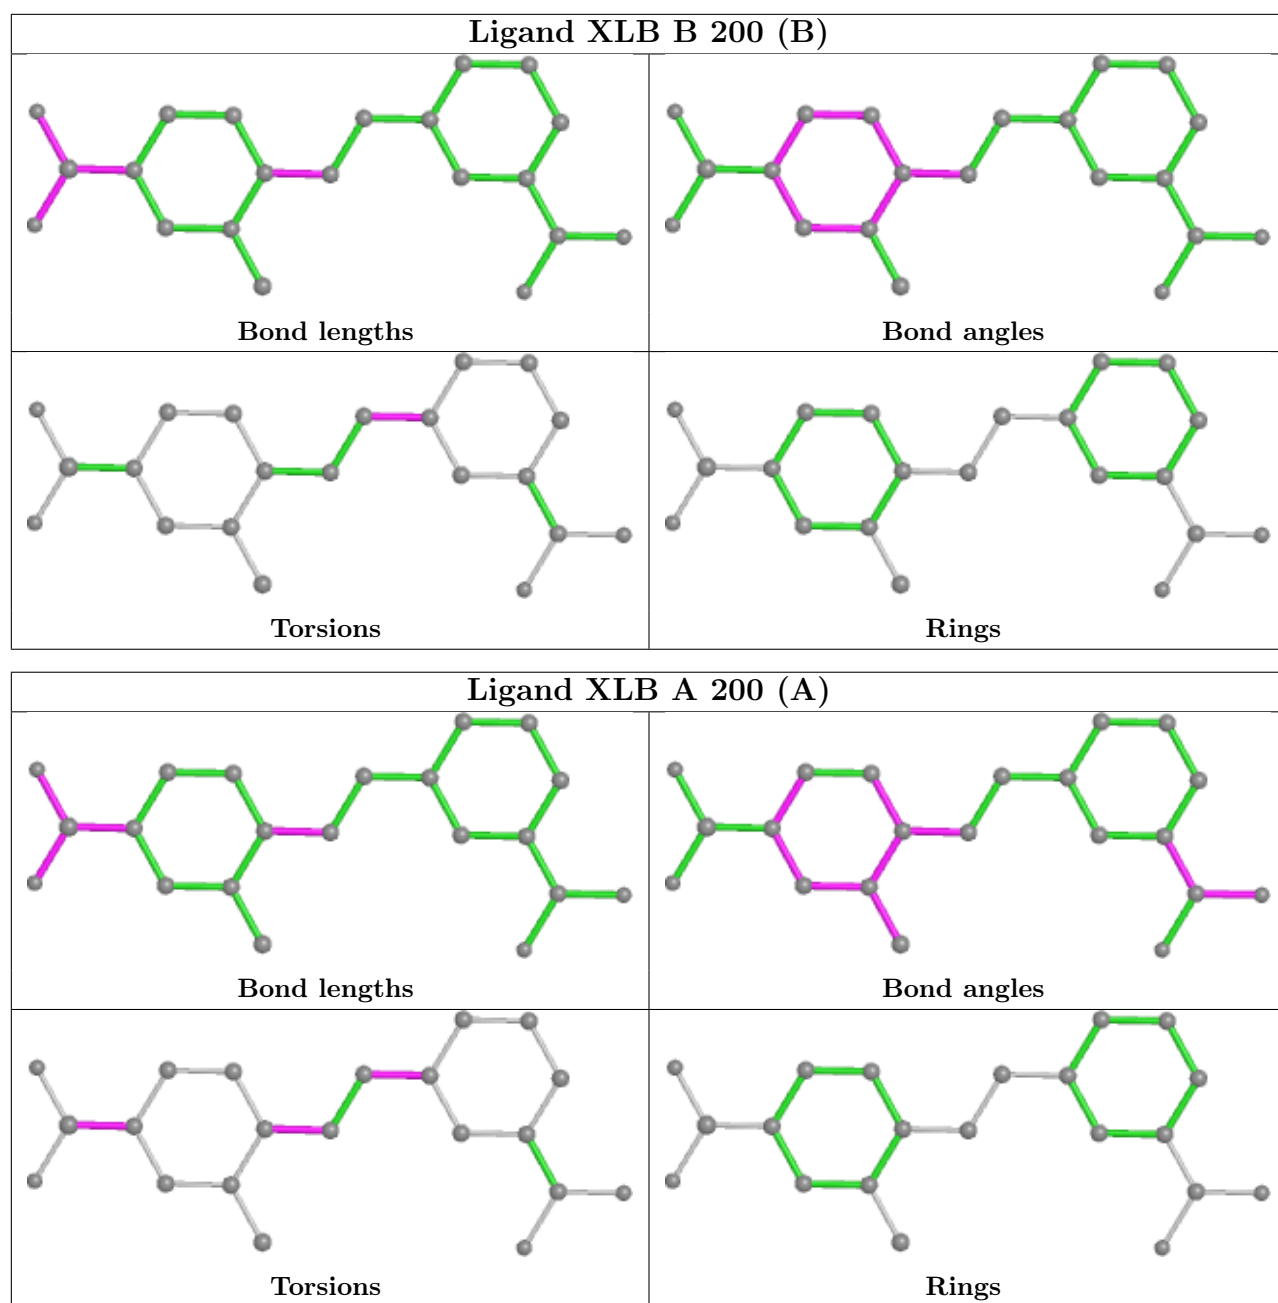 Ligand XLB B 200 (B)
Bond lengths
Bond angles
Torsions
Rings
Ligand XLB A 200 (A)
Bond lengths
Bond angles
Torsions
Rings